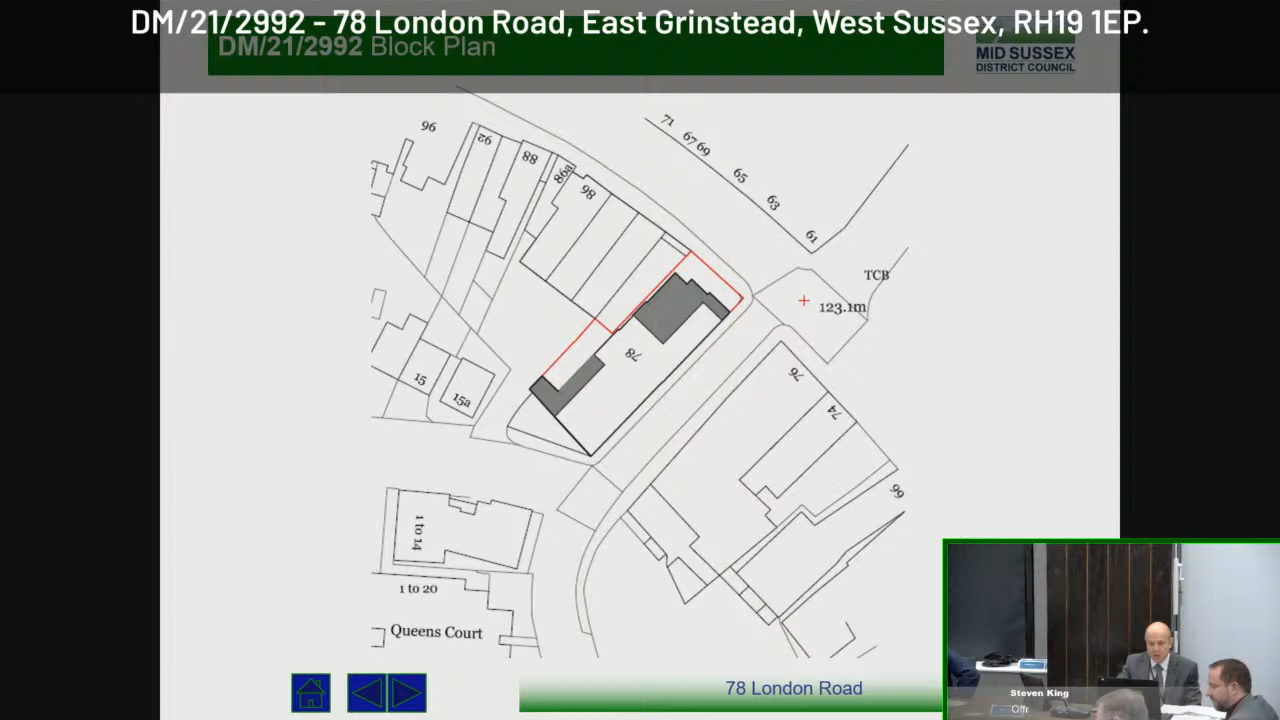 DM/21/2992 – 78 London Road, East Grinstead, West Sussex, RH19 1EP.
DM/21/2992 Block Plan
MID SUSSEX
DISTRICT COUNCIL
96
92
88
86a
86
71
67 69
65
63
61
TCB
123.1m
78
15
15a
76
74
66
1 to 14
1 to 20
Queens Court
78 London Road
Steven King